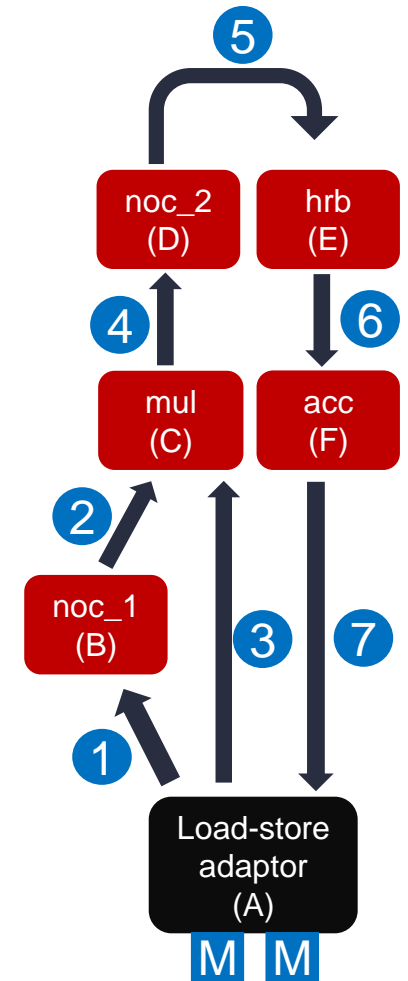 5
noc_2
(D)
hrb
(E)
4
6
mul
(C)
acc
(F)
2
noc_1
(B)
3
7
1
Load-store
adaptor
(A)
M M